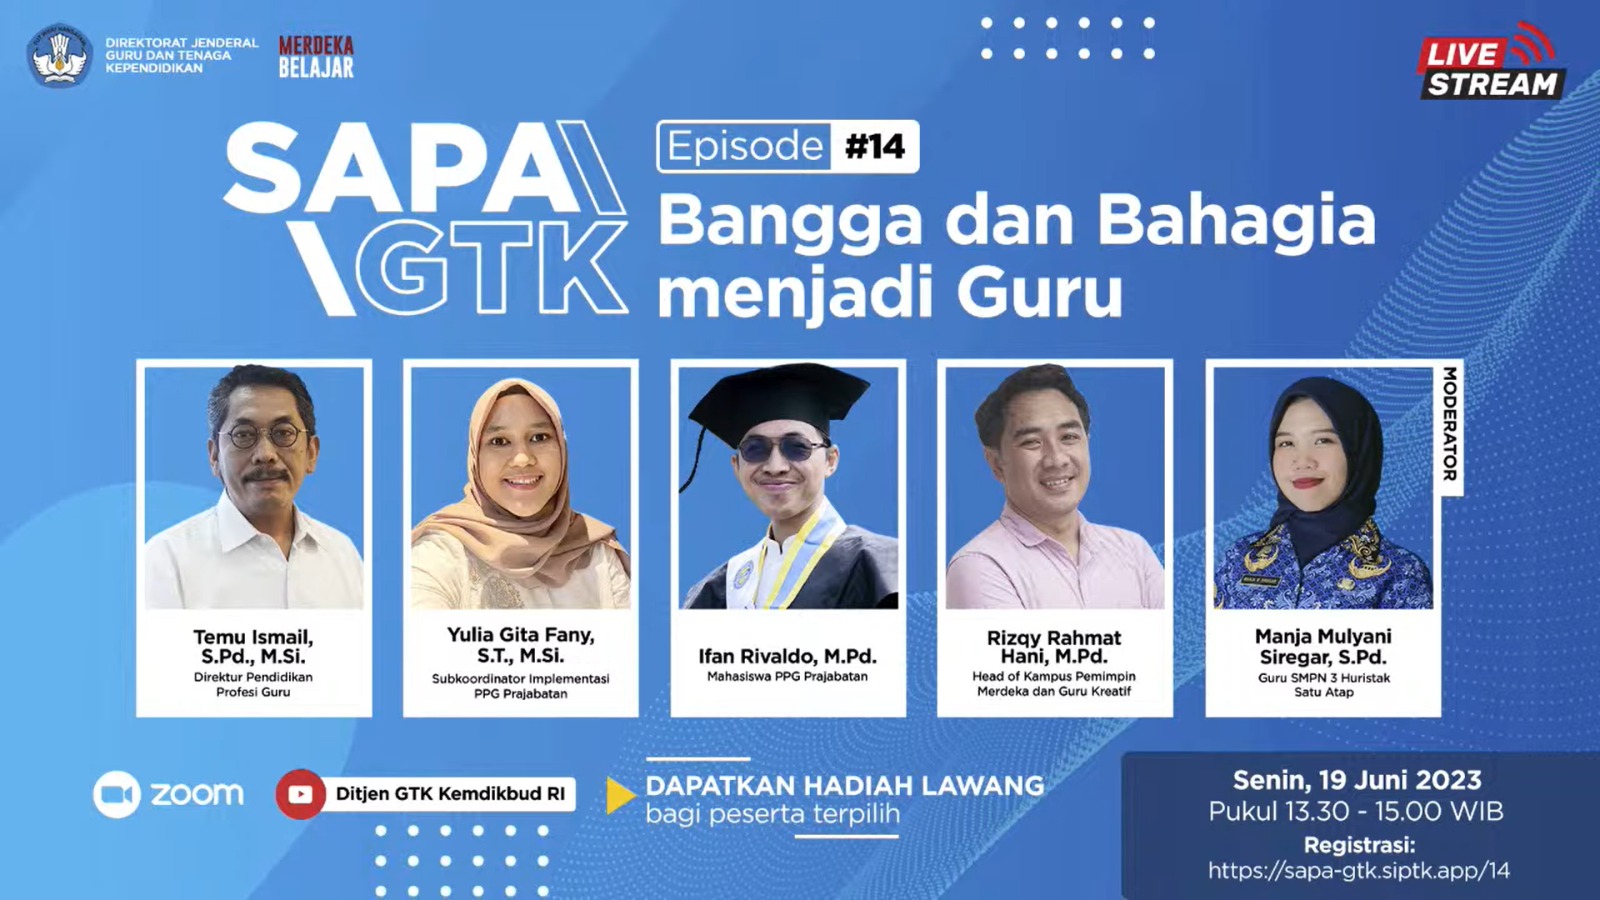 DIREKTORAT JENDERAL
GURU DAN TENAGA
KEPENDIDIKAN
MERDEKA
BELAJAR
LIVE
STREAM
SAPA
GTK
Episode #14
Bangga dan Bahagia
menjadi Guru
Temu Ismail,
S.Pd., M.Si.
Direktur Pendidikan
Profesi Guru
Yulia Gita Fany,
S.T., M.Si.
Subkoordinator Implementasi
PPG Prajabatan
Ifan Rivaldo, M.Pd.
Mahasiswa PPG Prajabatan
Rizqy Rahmat
Hani, M.Pd.
Head of Kampus Pemimpin
Merdeka dan Guru Kreatif
MODERATOR
Manja Mulyani
Siregar, S.Pd.
Guru SMPN 3 Huristak
Satu Atap
zoom
Ditjen GTK Kemdikbud RI
DAPATKAN HADIAH LAWANG
bagi peserta terpilih
Senin, 19 Juni 2023
Pukul 13.30 - 15.00 WIB
Registrasi:
https://sapa-gtk.siptk.app/14